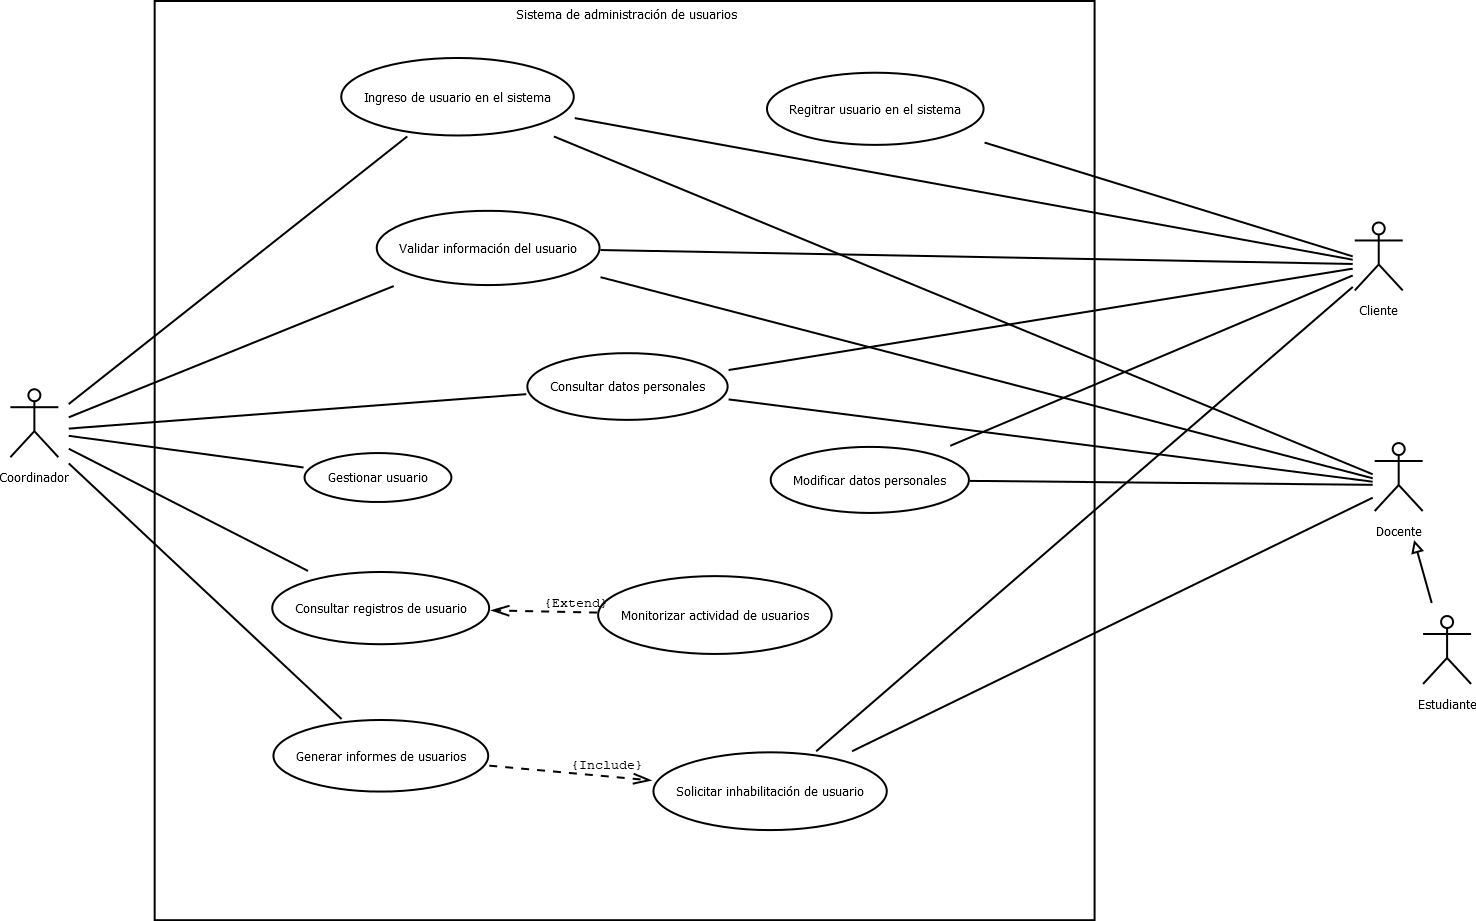 Sistema de administración de usuarios
Ingreso de usuario en el sistema
Regitrar usuario en el sistema
Validar información del usuario
Cliente
Consultar datos personales
Coordinador
Gestionar usuario
Modificar datos personales
Docente
{Extend}
Consultar registros de usuario
Monitorizar actividad de usuarios
Estudiante
Generar informes de usuarios
{Include}
Solicitar inhabilitación de usuario